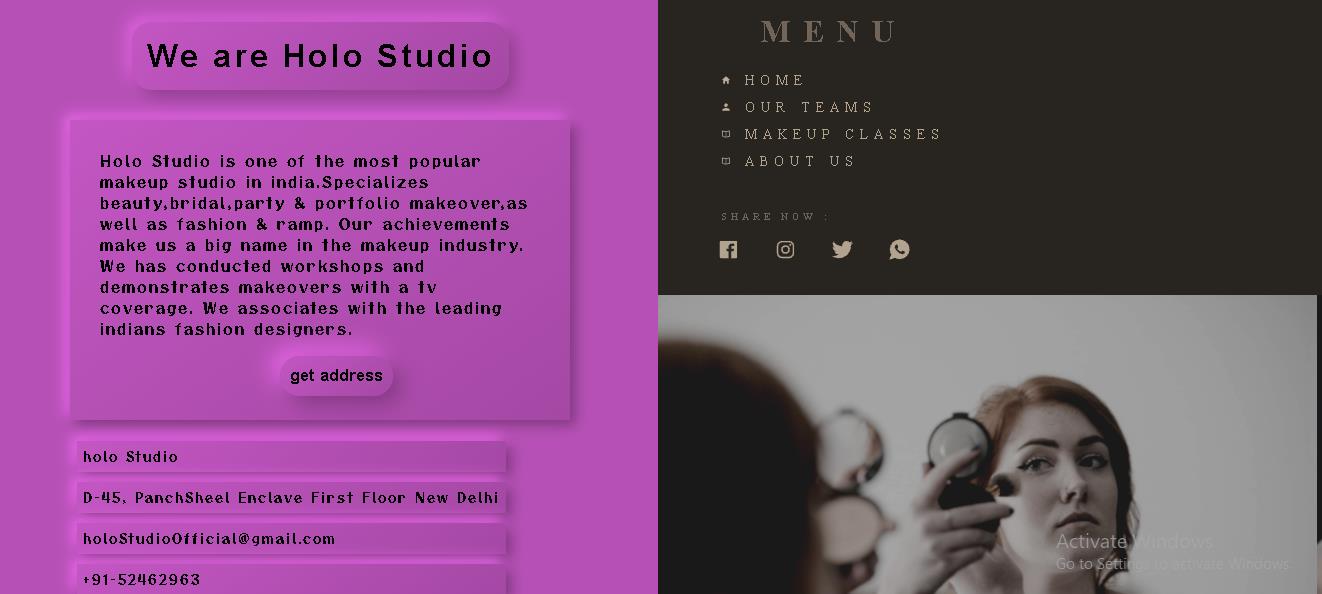 We are Holo Studio
Holo Studio is one of the most popular
makeup studio in india.Specializes
beauty,bridal,party & portfolio makeover,as
well as fashion & ramp. Our achievements
make us a big name in the makeup industry.
We has conducted workshops and
demonstrates makeovers with a tv
coverage. We associates with the leading
indians fashion designers.
get address
holo Studio
D-45, PanchSheel Enclave First Floor New Delhi
holoStudioOfficial@gmail.com
+91-52462963
MENU
HOME
OUR TEAMS
MAKEUP CLASSES
ABOUT US
SHARE NOW :
Activate Windows
Go to Settings to activate Windows.